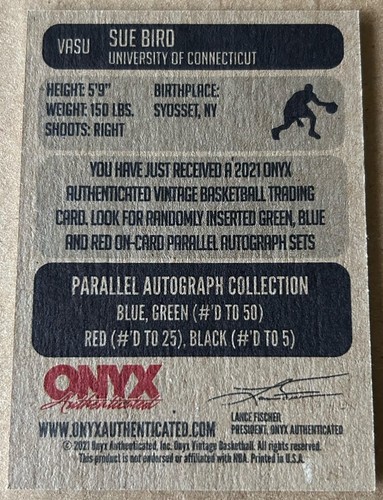 VASU
SUE BIRD
UNIVERSITY OF CONNECTICUT
HEIGHT: 5'9"
WEIGHT: 150 LBS.
SHOOTS: RIGHT
BIRTHPLACE:
SYOSSET, NY
YOU HAVE JUST RECEIVED A 2021 ONYX
AUTHENTICATED VINTAGE BASKETBALL TRADING
CARD. LOOK FOR RANDOMLY INSERTED GREEN, BLUE
AND RED ON-CARD PARALLEL AUTOGRAPH SETS
PARALLEL AUTOGRAPH COLLECTION
BLUE, GREEN (#'D TO 50)
RED (#'D TO 25), BLACK (#'D TO 5)
ONYX
Authenticated
LANCE FISCHER
PRESIDENT, ONYX AUTHENTICATED
WWW.ONYXAUTHENTICATED.COM
© 2021 Onyx Authenticated, Inc. Onyx Vintage Basketball. All rights reserved.
This product is not endorsed or affiliated with NBA. Printed in U.S.A.